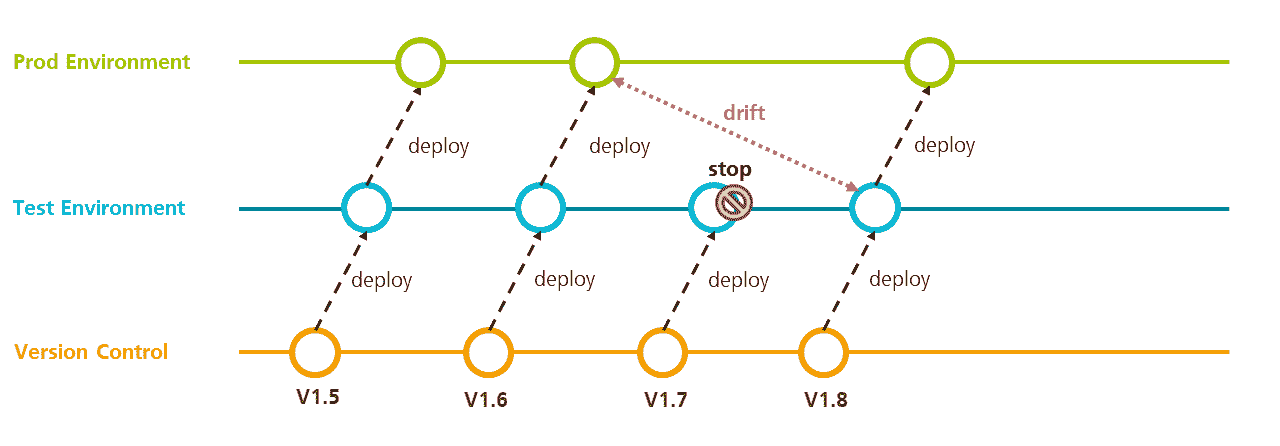 Prod Environment
drift
deploy
deploy
deploy
stop
Test Environment
deploy
deploy
deploy
deploy
Version Control
V1.5
V1.6
V1.7
V1.8